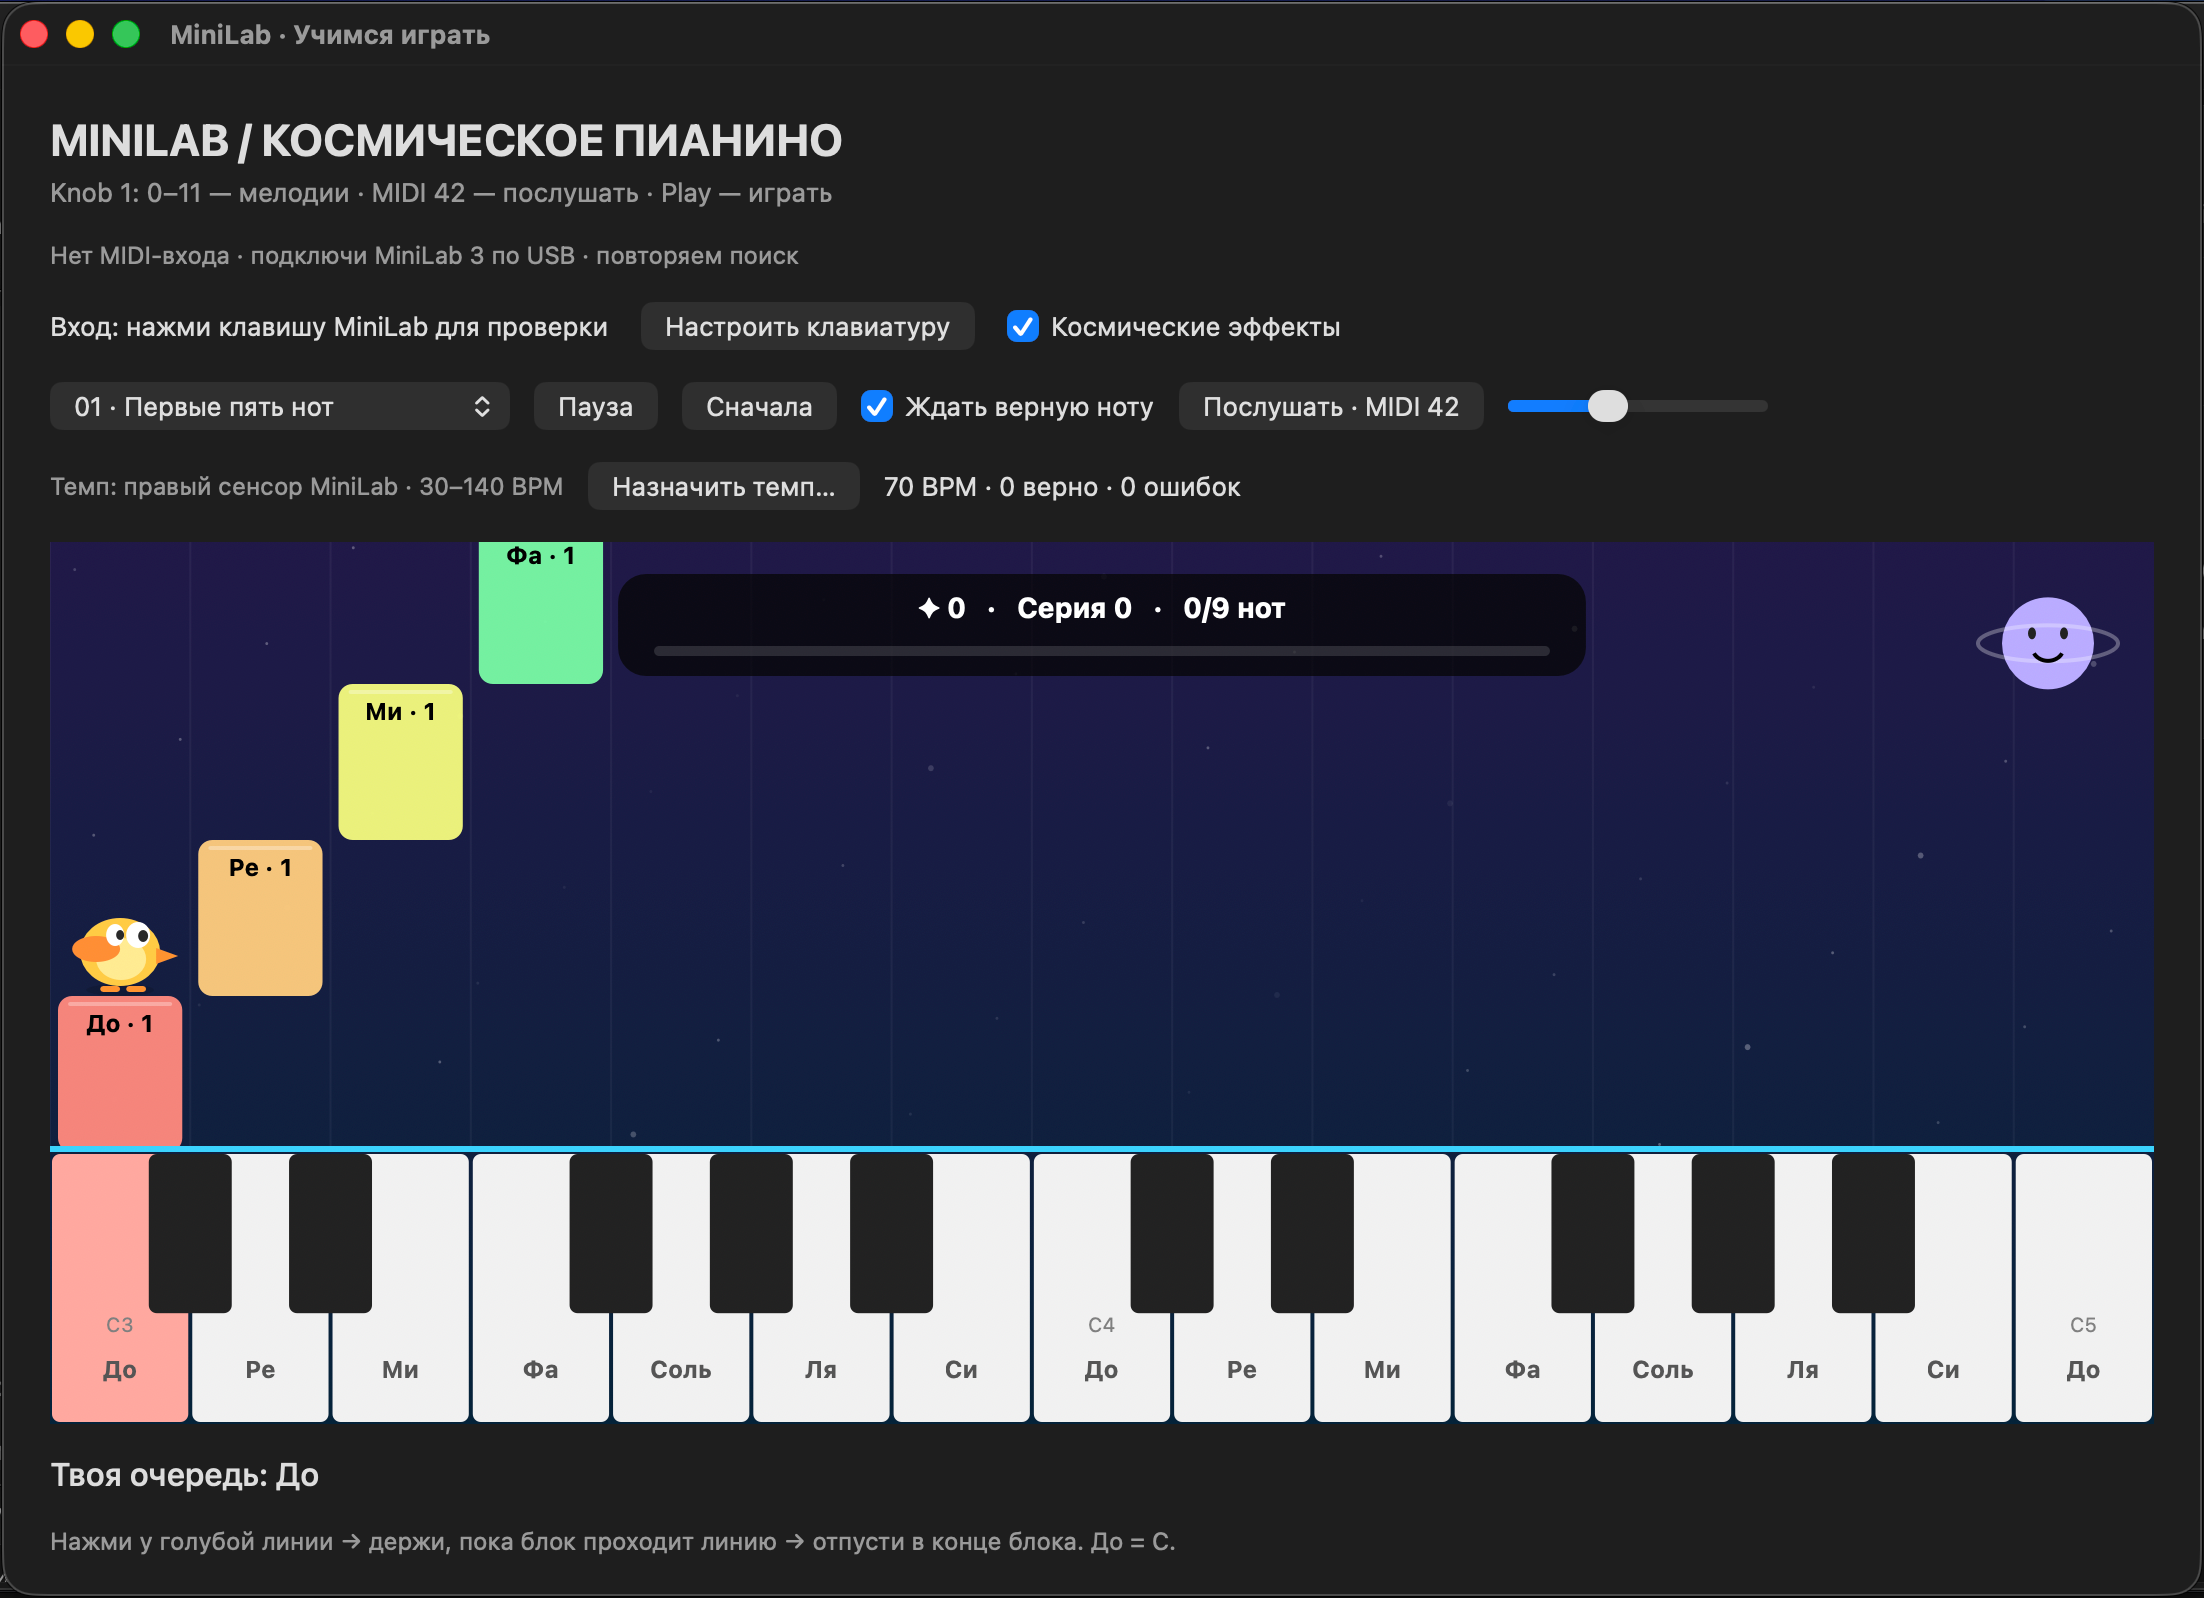 MiniLab · Учимся играть
MINILAB / КОСМИЧЕСКОЕ ПИАНИНО
Knob 1: 0–11 — мелодии · MIDI 42 — послушать · Play — играть
Нет MIDI-входа · подключи MiniLab 3 по USB · повторяем поиск
Вход: нажми клавишу MiniLab для проверки Настроить клавиатуру Космические эффекты
01 · Первые пять нот Пауза Сначала Ждать верную ноту Послушать · MIDI 42
Темп: правый сенсор MiniLab · 30–140 BPM Назначить темп... 70 BPM · 0 верно · 0 ошибок
Фа · 1
✦ 0 · Серия 0 · 0/9 нот
Ми · 1
Ре · 1
До · 1
C3 C4 C5
До Ре Ми Фа Соль Ля Си До Ре Ми Фа Соль Ля Си До
Твоя очередь: До
Нажми у голубой линии → держи, пока блок проходит линию → отпусти в конце блока. До = C.